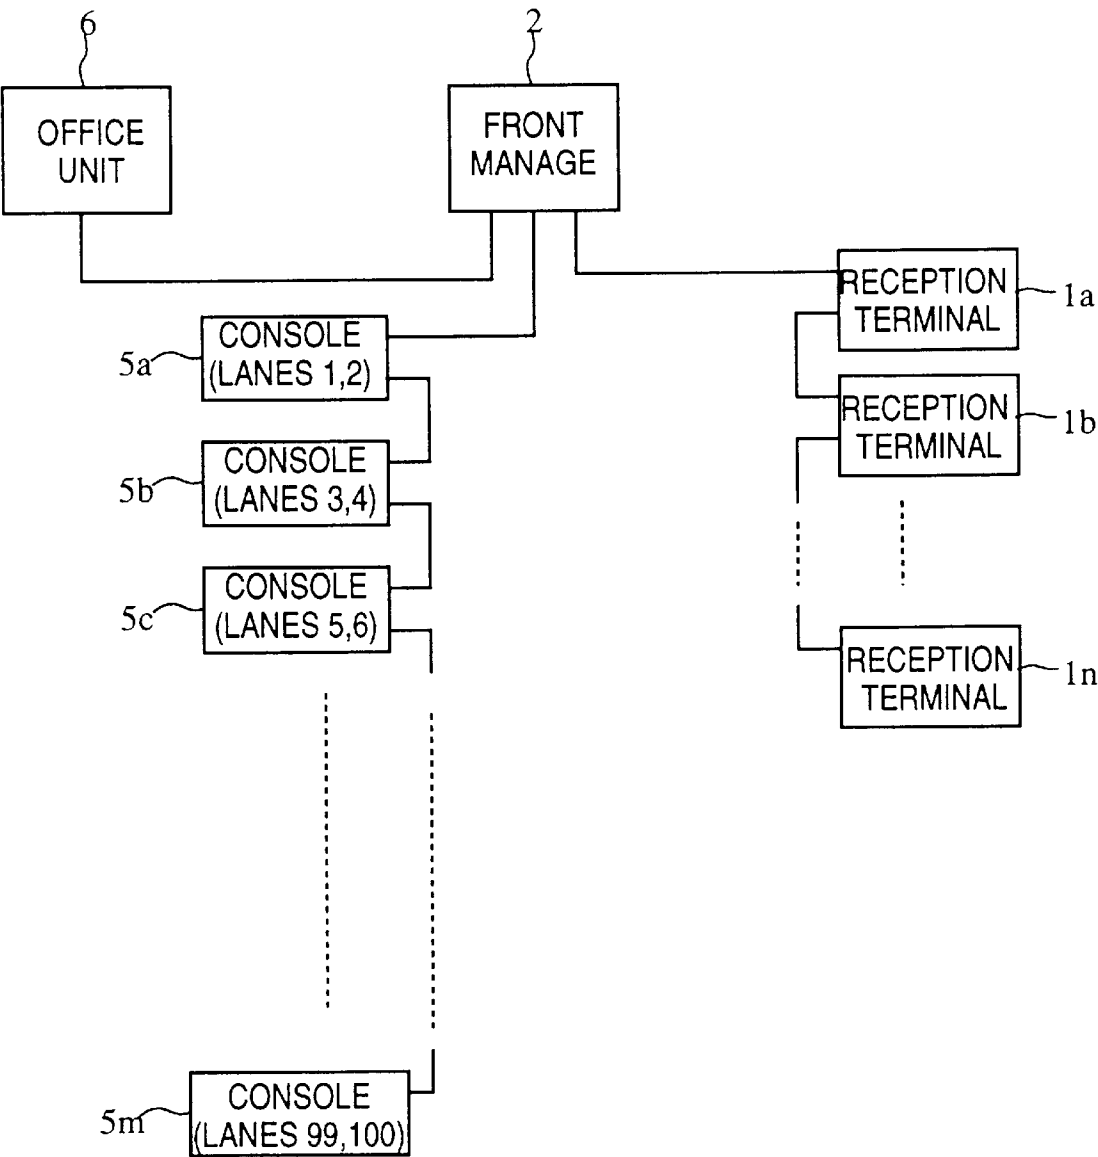 6
2
OFFICE
UNIT
FRONT
MANAGE
RECEPTION
TERMINAL
1a
CONSOLE
(LANES 1,2)
5a
RECEPTION
TERMINAL
1b
CONSOLE
(LANES 3,4)
5b
CONSOLE
(LANES 5,6)
5c
RECEPTION
TERMINAL
1n
CONSOLE
(LANES 99,100)
5m